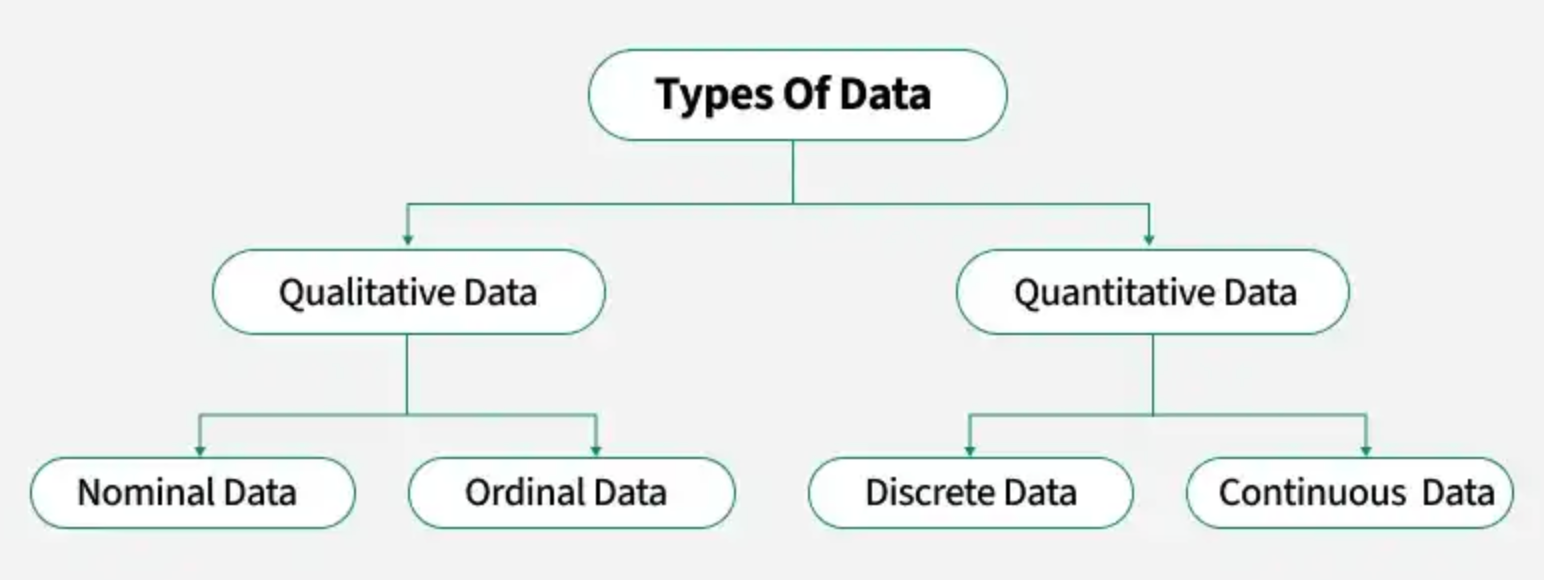 Types Of Data
Qualitative Data
Quantitative Data
Nominal Data
Ordinal Data
Discrete Data
Continuous Data